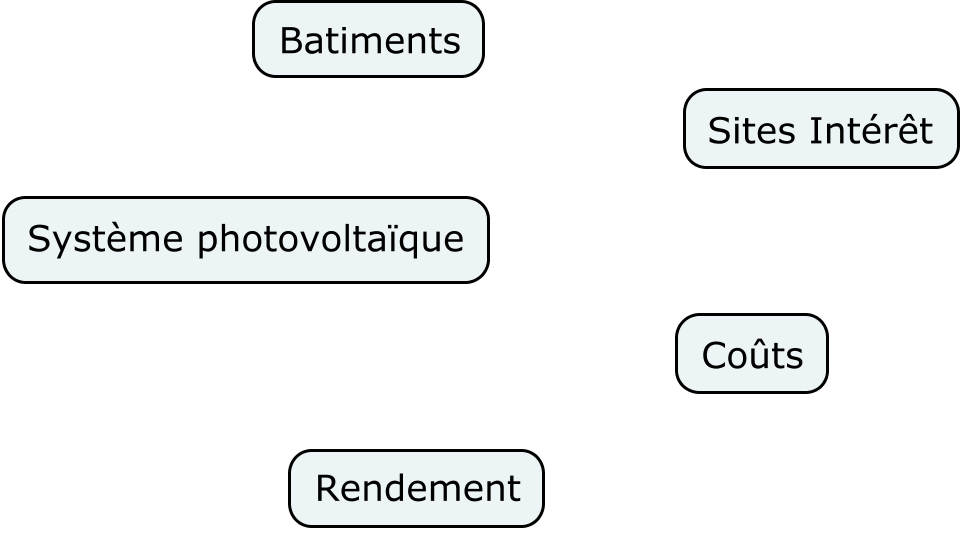 Batiments
Sites Intérêt
Système photovoltaïque
Coûts
Rendement